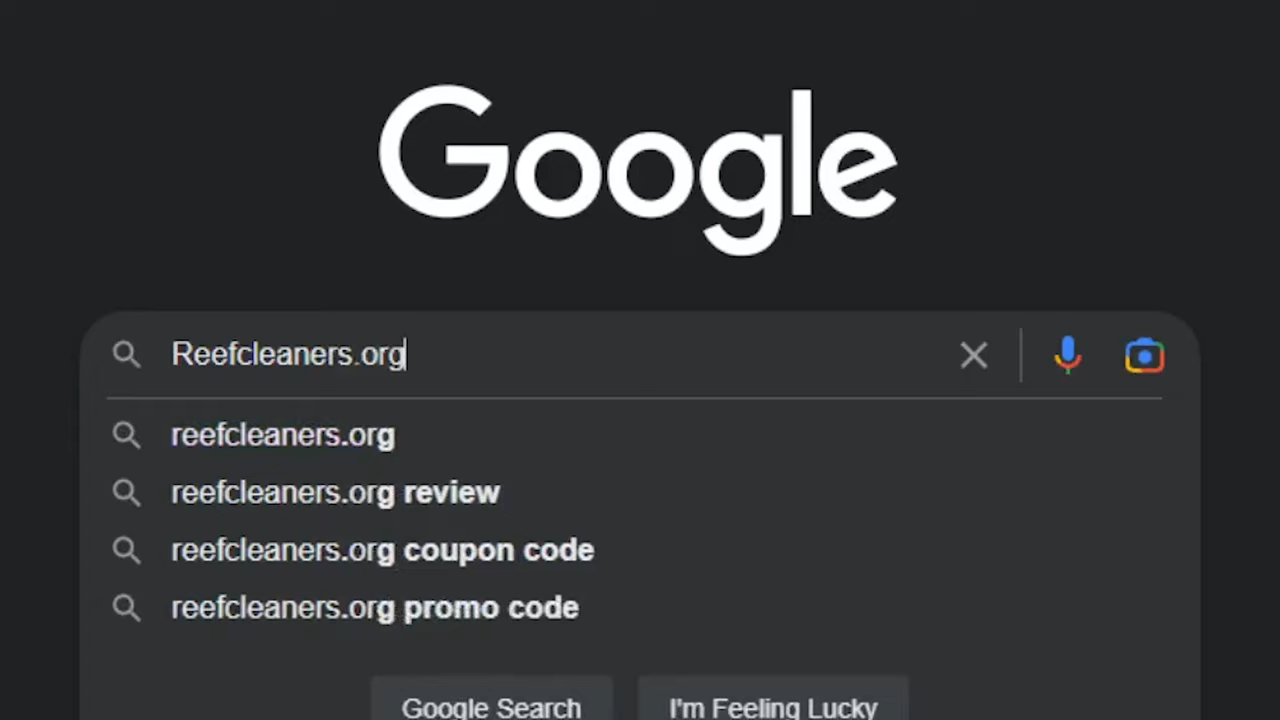 Google
Reefcleaners.org
reefcleaners.org
reefcleaners.org review
reefcleaners.org coupon code
reefcleaners.org promo code
Google Search
I'm Feeling Lucky